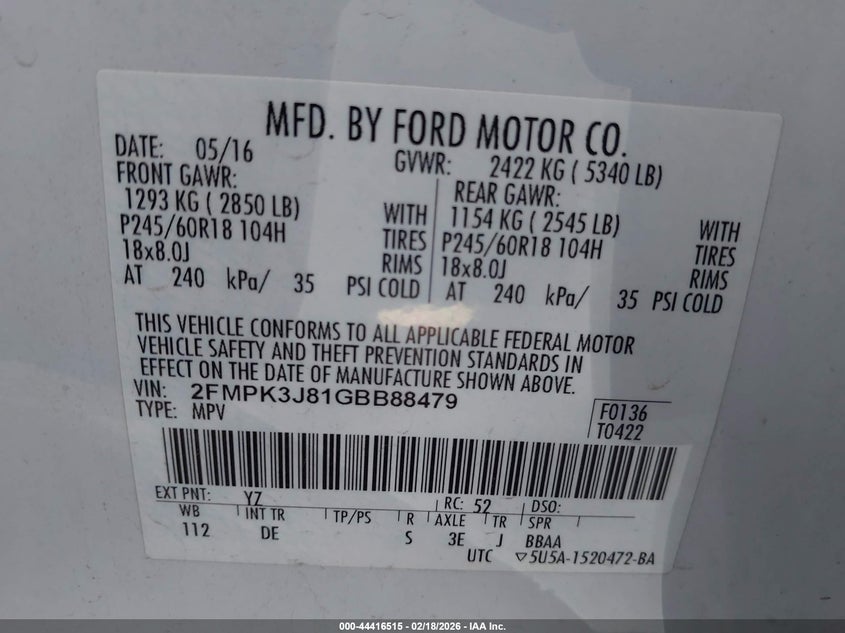 MFD. BY FORD MOTOR CO.
DATE: 05/16 GVWR: 2422 KG ( 5340 LB)
FRONT GAWR: REAR GAWR:
1293 KG ( 2850 LB) WITH 1154 KG ( 2545 LB) WITH
P245/60R18 104H TIRES P245/60R18 104H TIRES
18x8.0J RIMS 18x8.0J RIMS
AT 240 kPa/ 35 PSI COLD AT 240 kPa/ 35 PSI COLD
THIS VEHICLE CONFORMS TO ALL APPLICABLE FEDERAL MOTOR
VEHICLE SAFETY AND THEFT PREVENTION STANDARDS IN
EFFECT ON THE DATE OF MANUFACTURE SHOWN ABOVE.
VIN: 2FMPK3J81GBB88479
TYPE: MPV
F0136
T0422
EXT PNT: YZ RC: 52 DSO:
WB INT TR TP/PS R AXLE TR SPR
112 DE S 3E J BBAA
UTC ▽5U5A-1520472-BA
000-44416515 - 02/18/2026 - IAA Inc.